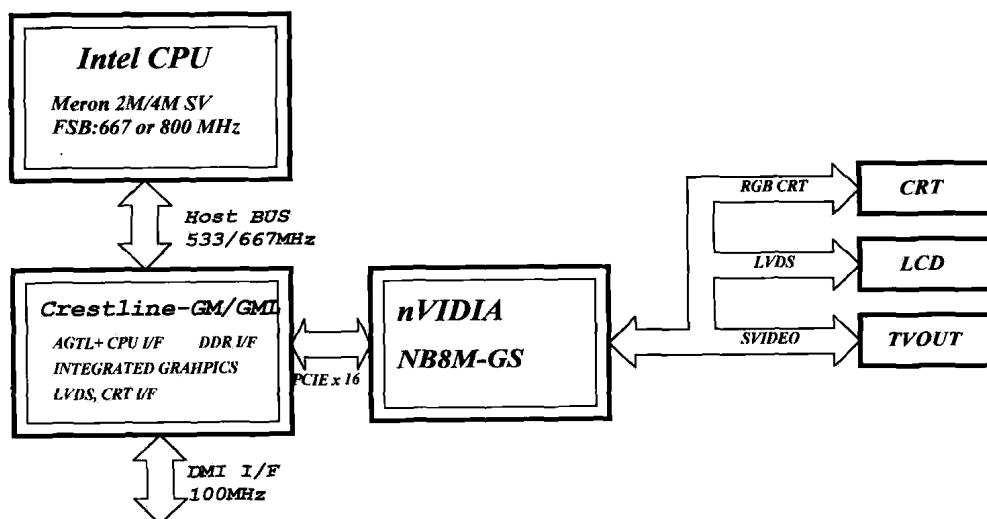 Intel CPU
Meron 2M/4M SV
FSB:667 or 800 MHz
Host BUS
533/667MHz
Crestline-GM/GML
AGTL+ CPU I/F DDR I/F
INTEGRATED GRAHPICS
LVDS, CRT I/F
PCIE x 16
nVIDIA
NB8M-GS
RGB CRT
CRT
LVDS
LCD
SVIDEO
TVOUT
DMI I/F
100MHz